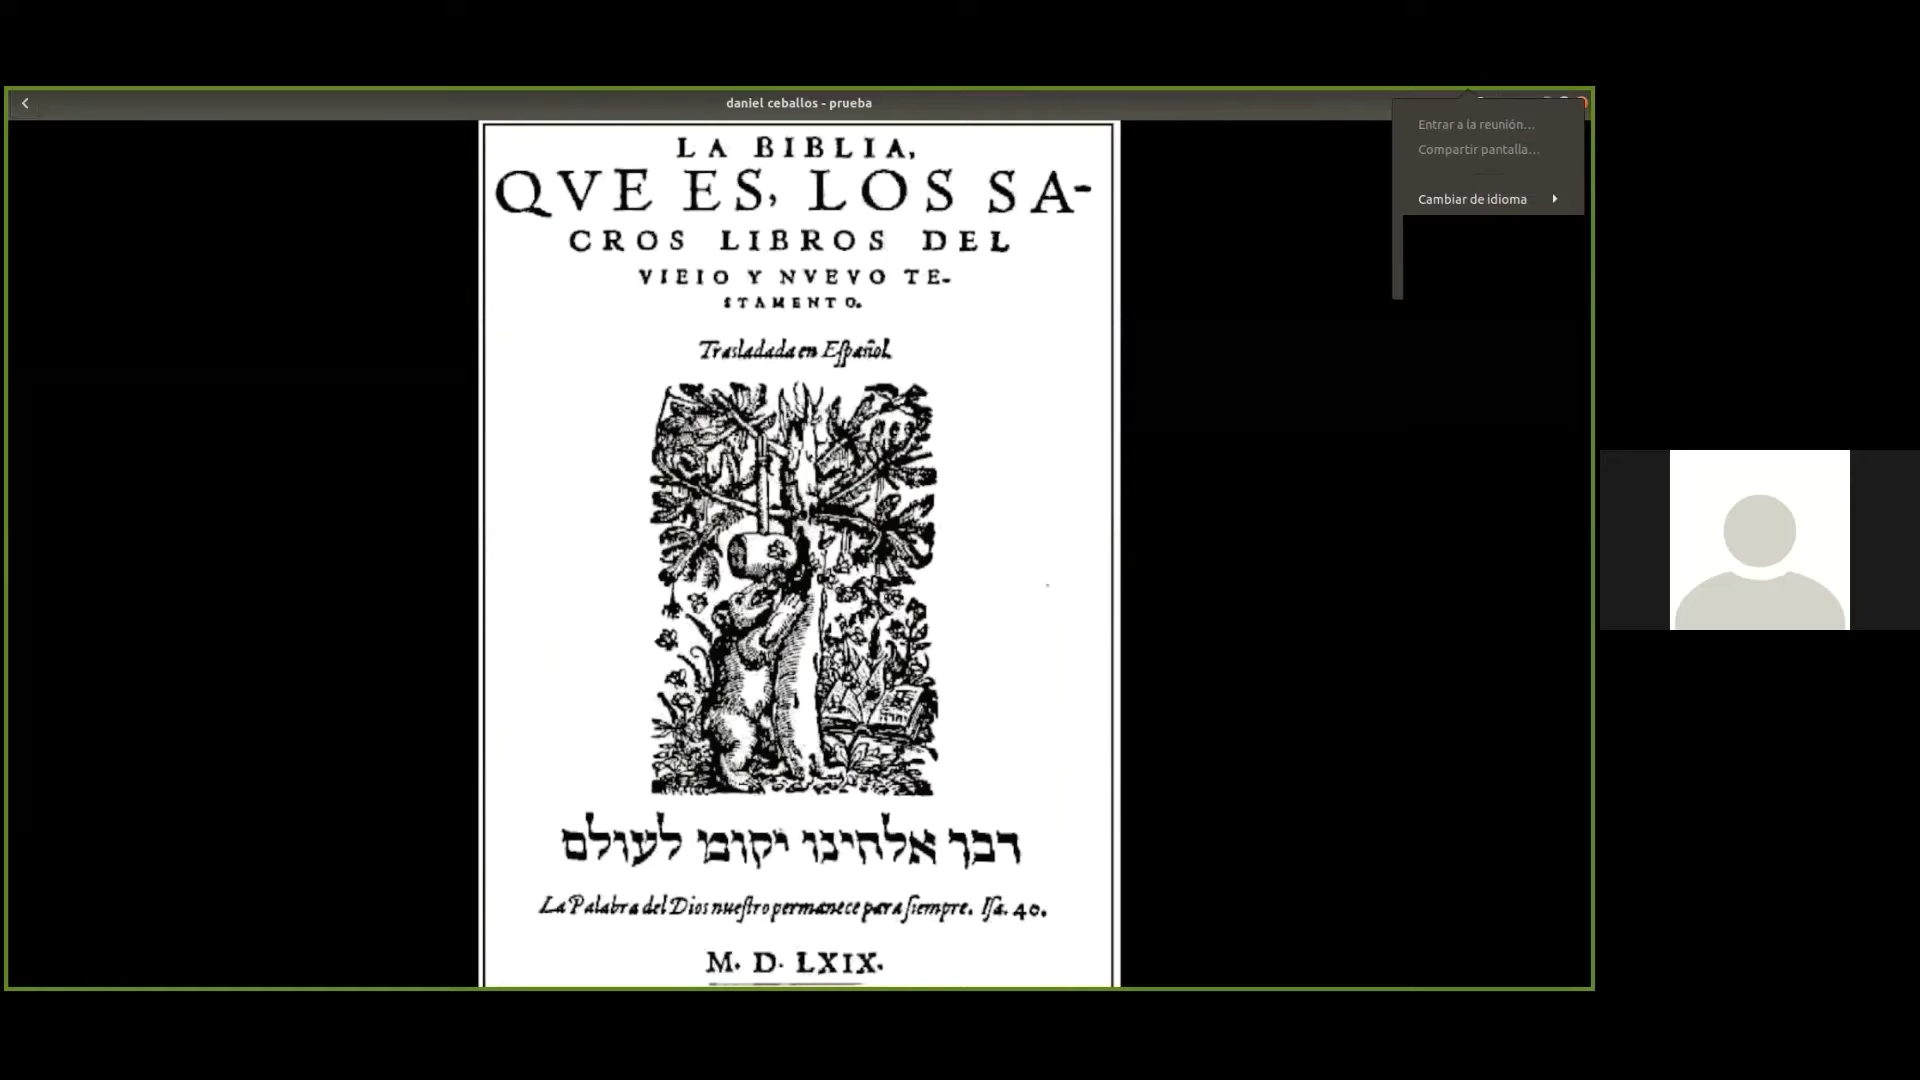 daniel ceballos - prueba
Entrar a la reunión...
Compartir pantalla...
Cambiar de idioma
LA BIBLIA,
QVE ES, LOS SA-
CROS LIBROS DEL
VIEIO Y NVEVO TE-
STAMENTO.
Trasladada en Eſpañol.
יהוה
דבר אלהינו יקום לעולם
La Palabra del Dios nueſtro permanece para ſiempre. Iſa. 40.
M. D. LXIX.